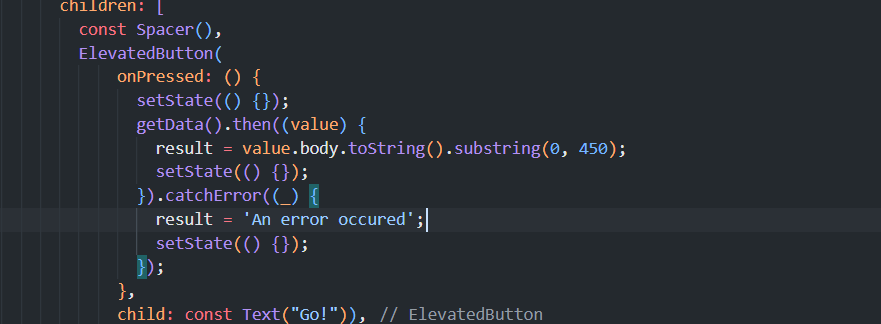 children: [
const Spacer(),
ElevatedButton(
onPressed: () {
setState(() {});
getData().then((value) {
result = value.body.toString().substring(0, 450);
setState(() {});
}).catchError((_) {
result = 'An error occured';
setState(() {});
});
},
child: const Text("Go!")), // ElevatedButton